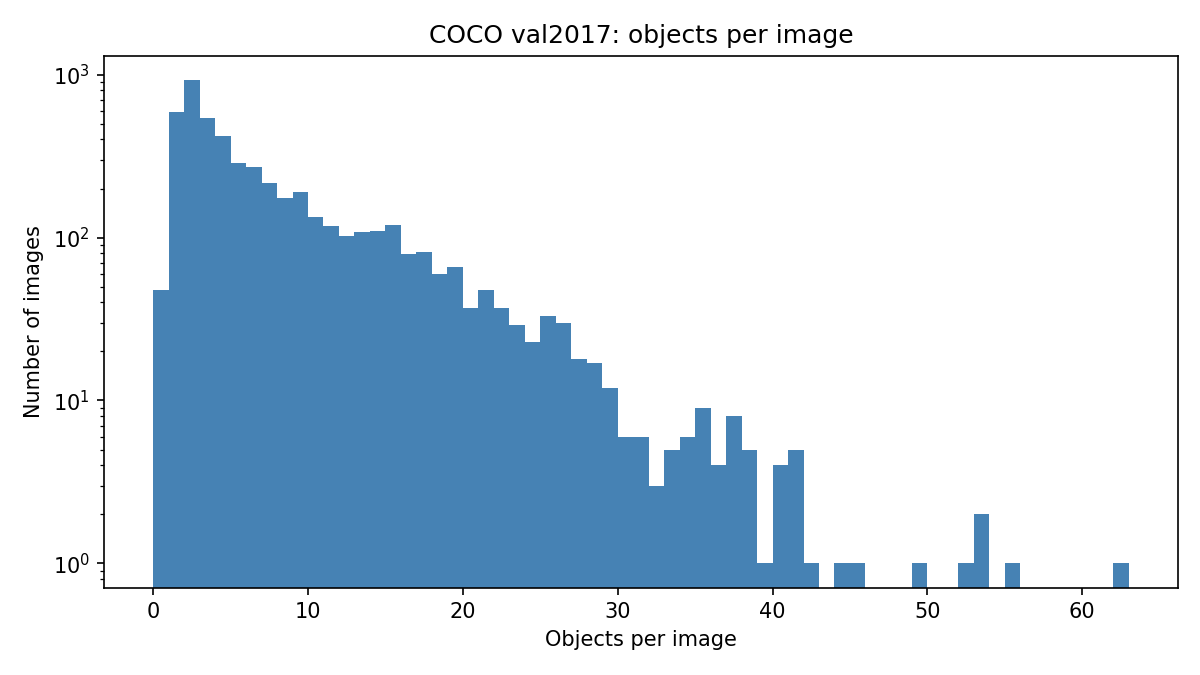 COCO val2017: objects per image
Number of images
10³
10²
10¹
10⁰
0 10 20 30 40 50 60
Objects per image